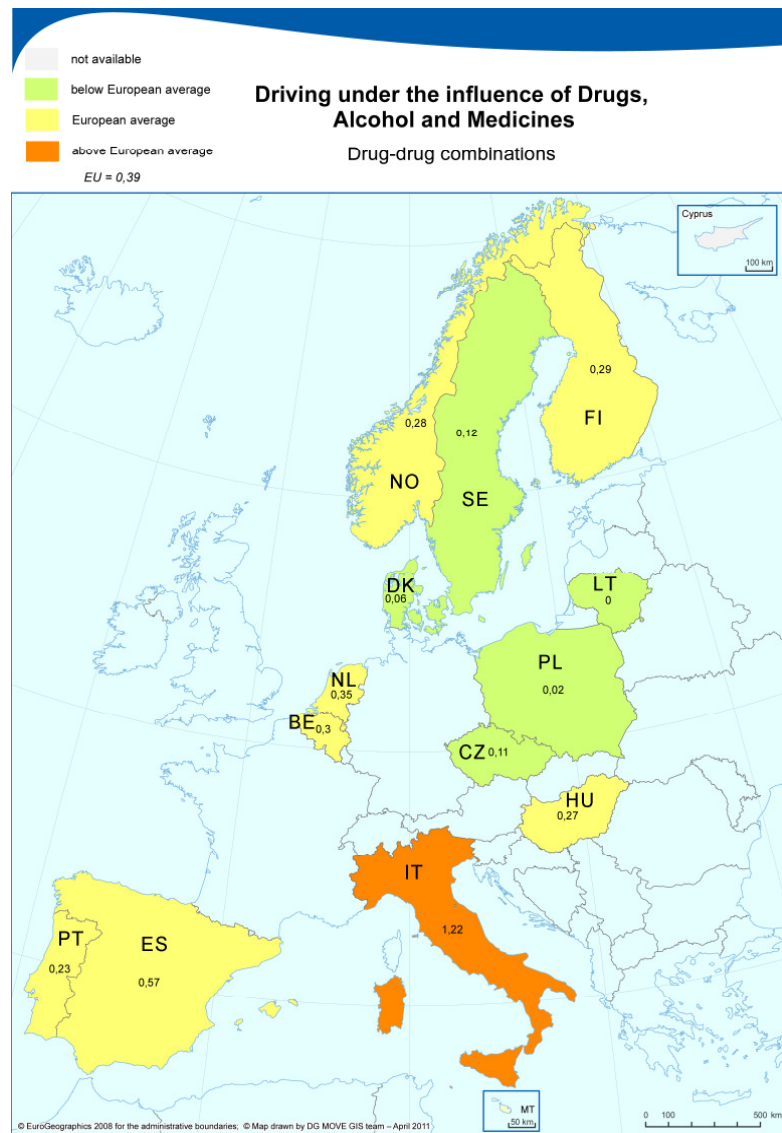 not available
below European average
European average
above European average
EU = 0,39
Driving under the influence of Drugs,
Alcohol and Medicines
Drug-drug combinations
Cyprus
100 km
0,29
FI
0,28
NO
0,12
SE
DK
0,06
LT
0
PL
0,02
NL
0,35
BE 0,3
CZ 0,11
HU
0,27
IT
1,22
PT
0,23
ES
0,57
MT
50 km
© EuroGeographics 2008 for the administrative boundaries; © Map drawn by DG MOVE GIS team – April 2011
0 100 500 km